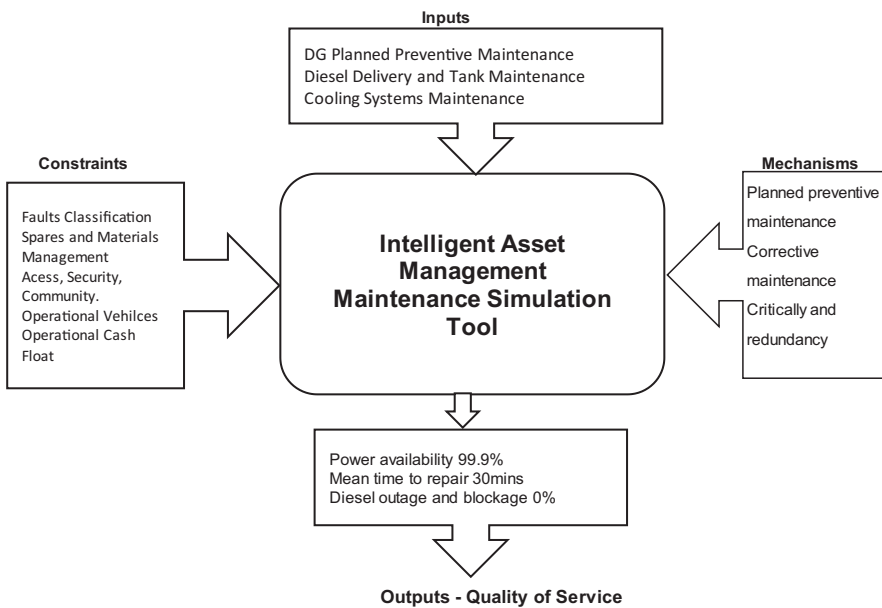 Inputs
DG Planned Preventive Maintenance
Diesel Delivery and Tank Maintenance
Cooling Systems Maintenance
Constraints
Faults Classification
Spares and Materials
Management
Acess, Security,
Community.
Operational Vehilces
Operational Cash
Float
Intelligent Asset
Management
Maintenance Simulation
Tool
Mechanisms
Planned preventive
maintenance
Corrective
maintenance
Critically and
redundancy
Power availability 99.9%
Mean time to repair 30mins
Diesel outage and blockage 0%
Outputs - Quality of Service